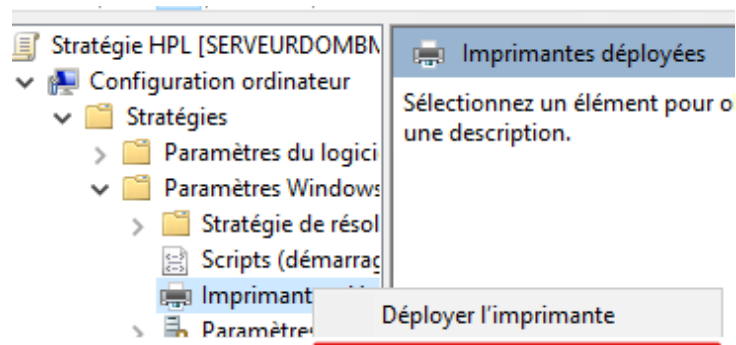 Stratégie HPL [SERVEURDOMBN
Imprimantes déployées
Configuration ordinateur
Sélectionnez un élément pour o
une description.
Stratégies
Paramètres du logici
Paramètres Windows
Stratégie de résol
Scripts (démarrag
Imprimant
Déployer l'imprimante
Paramètre